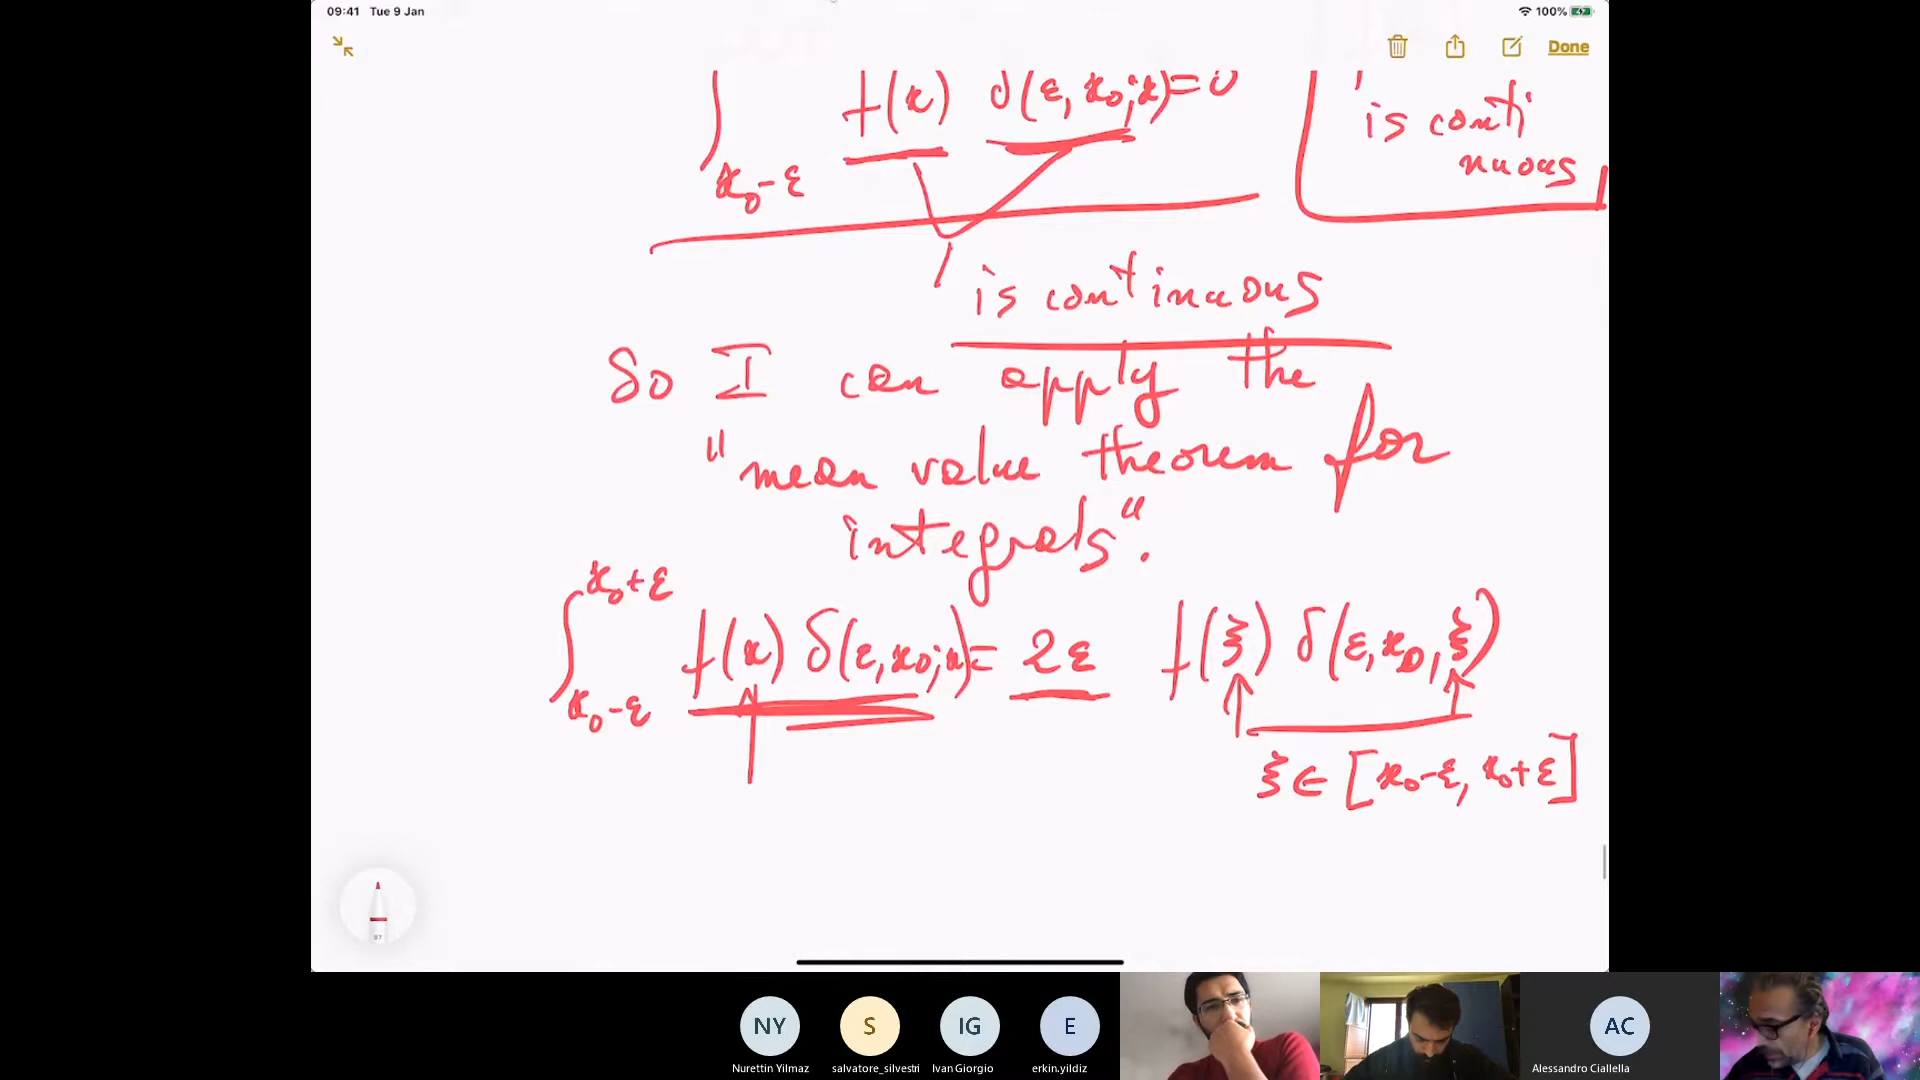 09:41 Tue 9 Jan
100%
Done
∫ x₀-ε f(x) δ(ε, x₀; x) = 0
is conti
nuous
is continuous
So I can apply the
"mean value theorem for
integrals".
∫ x₀-ε x₀+ε f(x) δ(ε, x₀; x) = 2ε f(ξ) δ(ε, x₀, ξ)
ξ ∈ [x₀-ε, x₀+ε]
97
NY
S
IG
E
AC
Nurettin Yilmaz
salvatore_silvestri
Ivan Giorgio
erkin.yildiz
Alessandro Ciallella